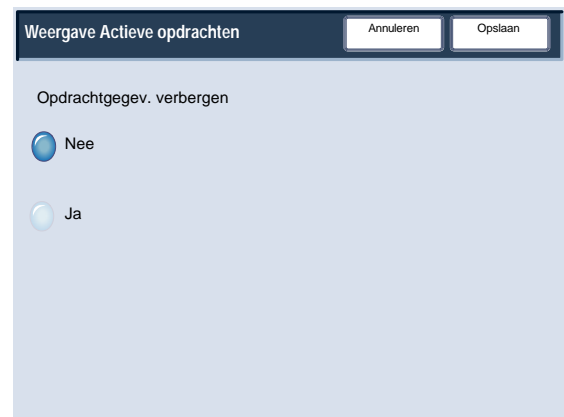 Weergave Actieve opdrachten Annuleren Opslaan
Opdrachtgegev. verbergen
Nee
Ja